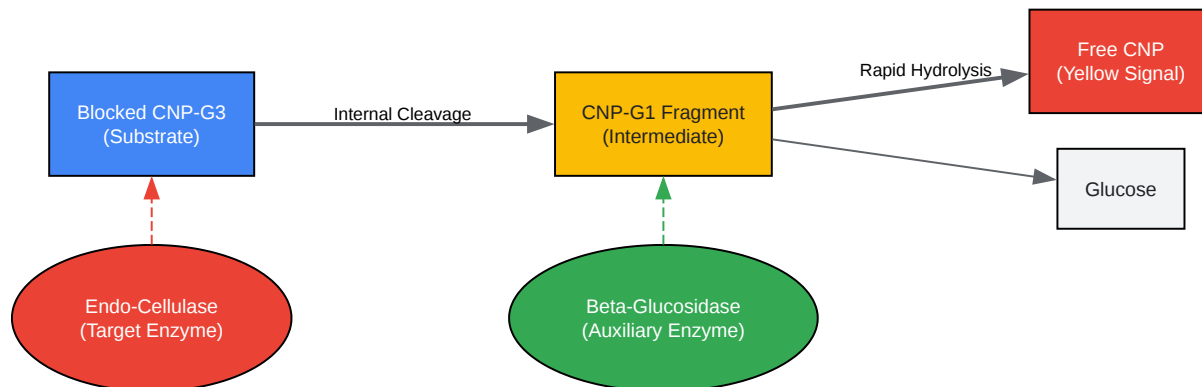 Blocked CNP-G3
(Substrate)
Internal Cleavage
CNP-G1 Fragment
(Intermediate)
Rapid Hydrolysis
Free CNP
(Yellow Signal)
Glucose
Endo-Cellulase
(Target Enzyme)
Beta-Glucosidase
(Auxiliary Enzyme)